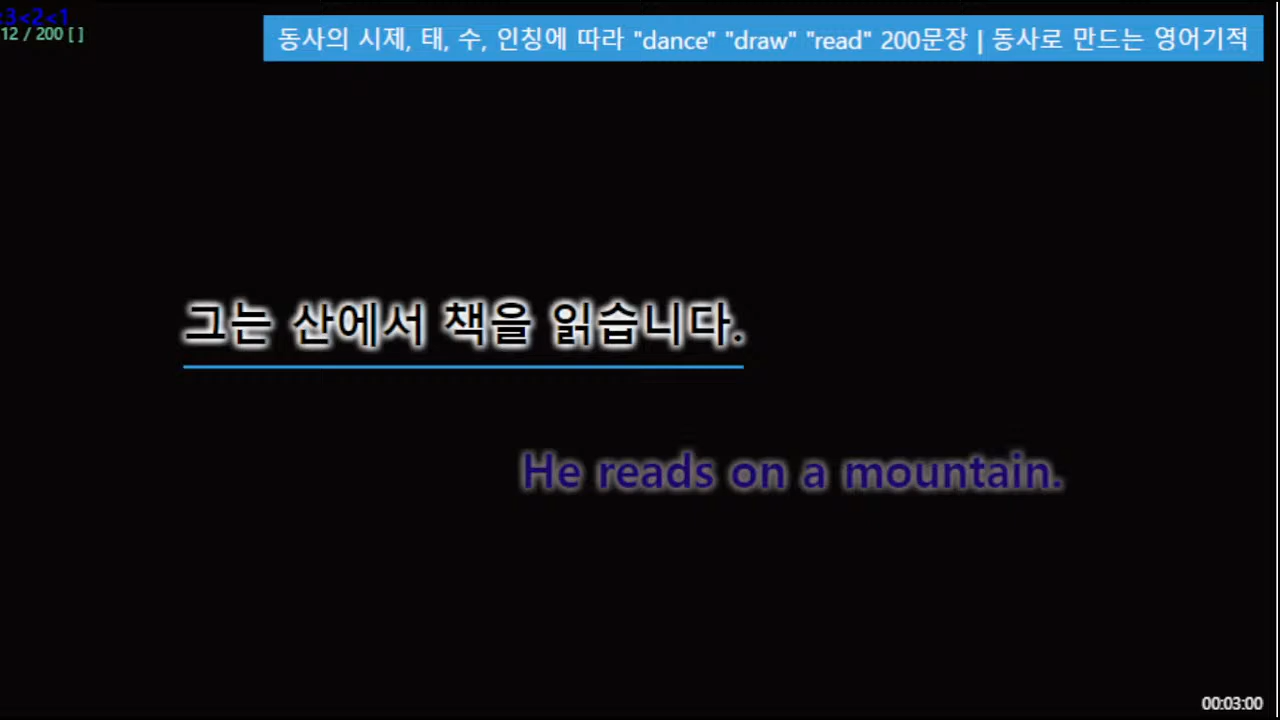 :3<2<1
12 / 200 [ ]
동사의 시제, 태, 수, 인칭에 따라 "dance" "draw" "read" 200문장 | 동사로 만드는 영어기적
그는 산에서 책을 읽습니다.
He reads on a mountain.
00:03:00